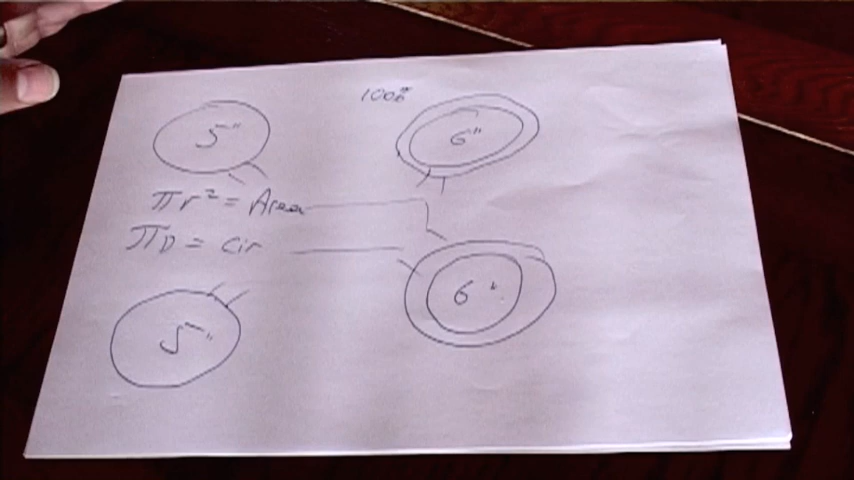 100#
5"
6"
πr² = Area
πD = cir
6"
5"